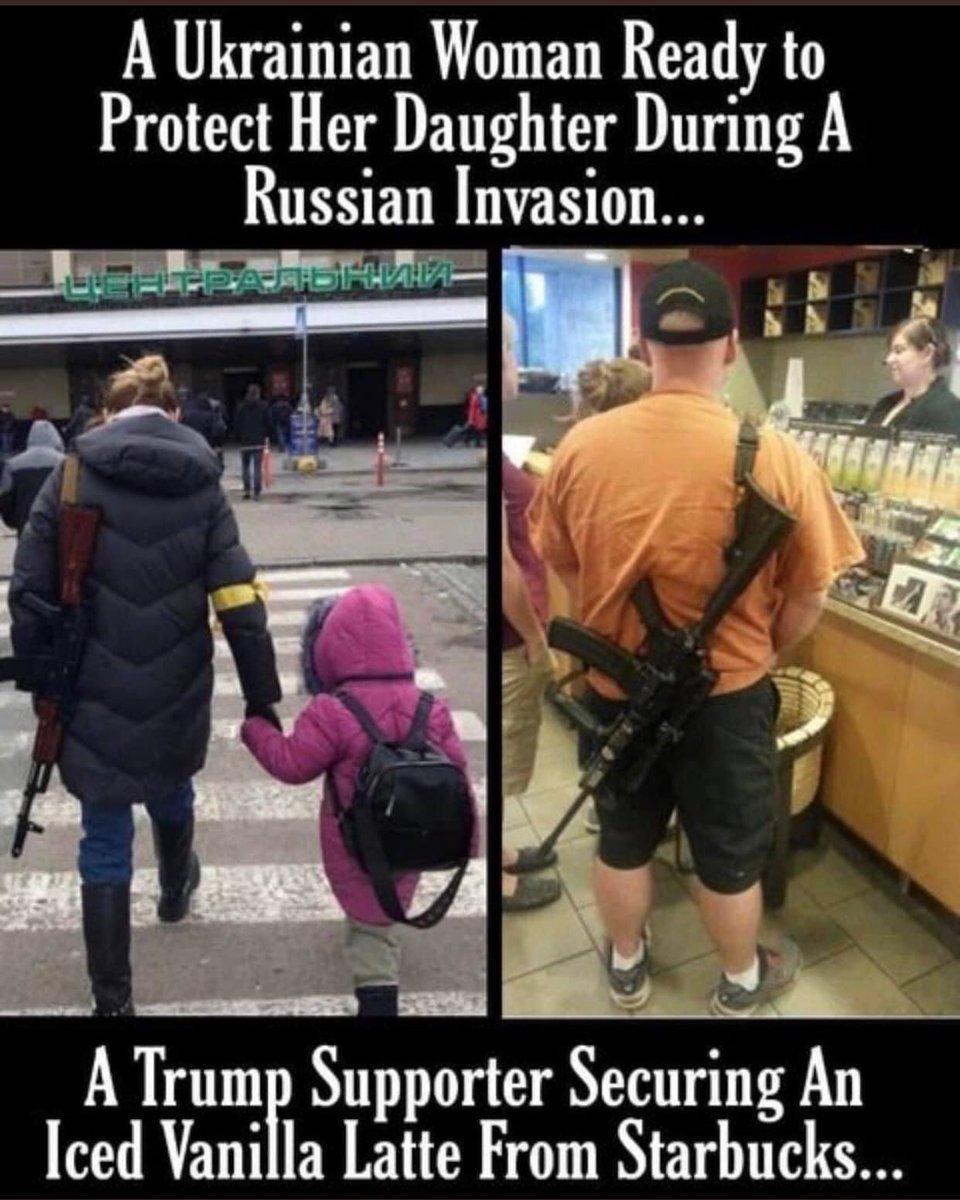 A Ukrainian Woman Ready to
Protect Her Daughter During A
Russian Invasion...
ЦЕНТРАЛЬНИЙ
A Trump Supporter Securing An
Iced Vanilla Latte From Starbucks...